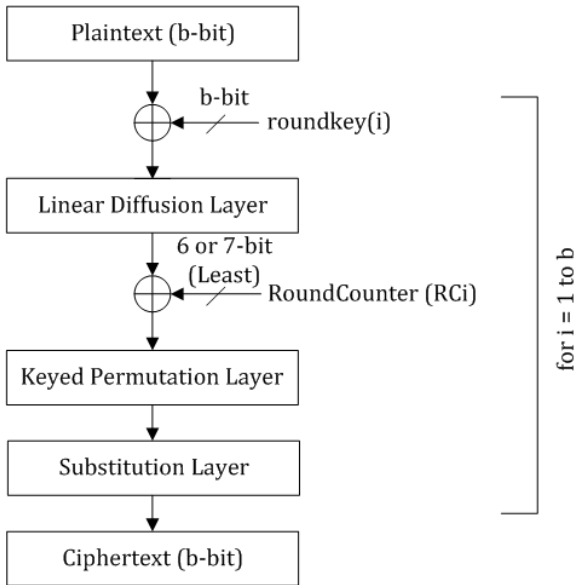 Plaintext (b-bit)
b-bit
roundkey(i)
Linear Diffusion Layer
6 or 7-bit
(Least)
RoundCounter (RCi)
Keyed Permutation Layer
Substitution Layer
Ciphertext (b-bit)
for i = 1 to b